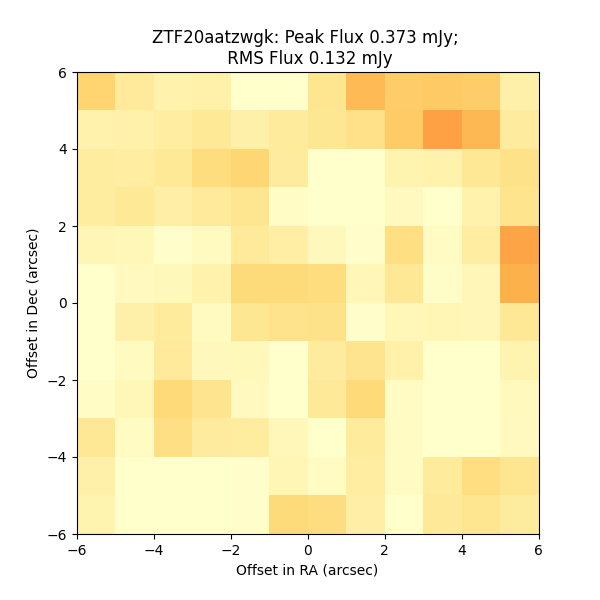 ZTF20aatzwgk: Peak Flux 0.373 mJy;
RMS Flux 0.132 mJy
6
4
2
0
−2
−4
−6
Offset in Dec (arcsec)
−6 −4 −2 0 2 4 6
Offset in RA (arcsec)